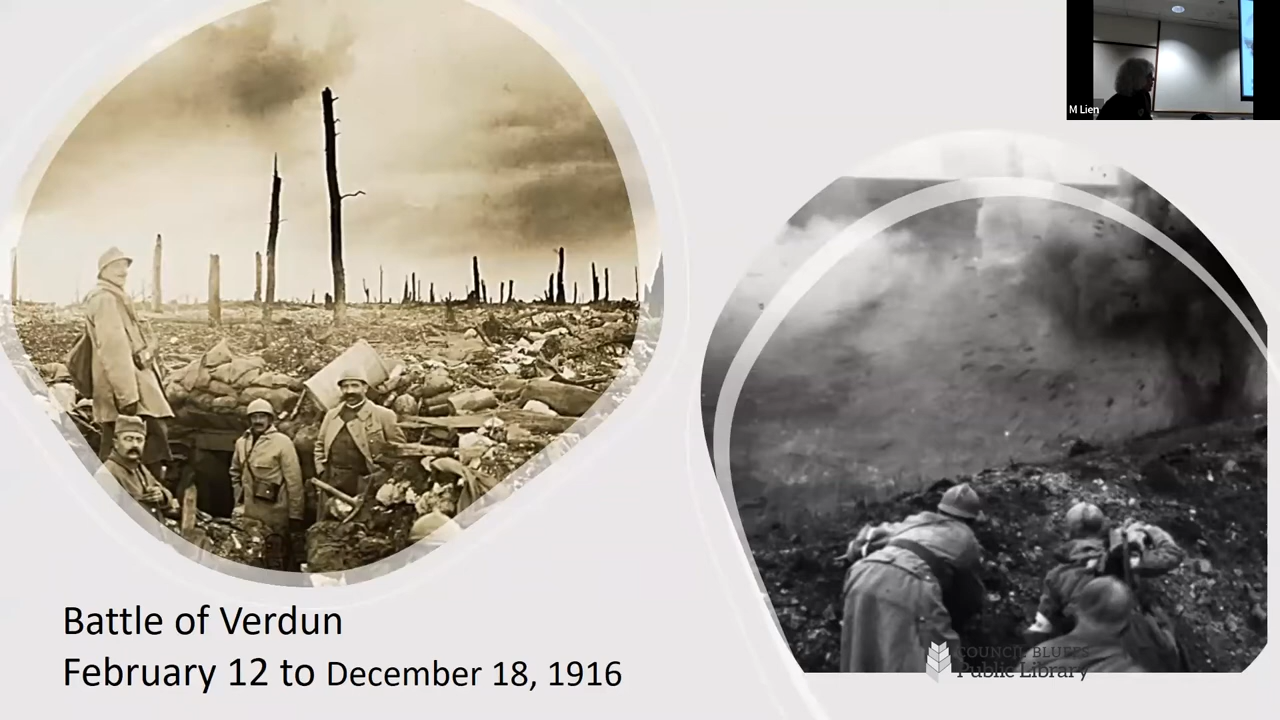 M Lien
Battle of Verdun
February 12 to December 18, 1916
COUNCIL BLUFFS
Public Library